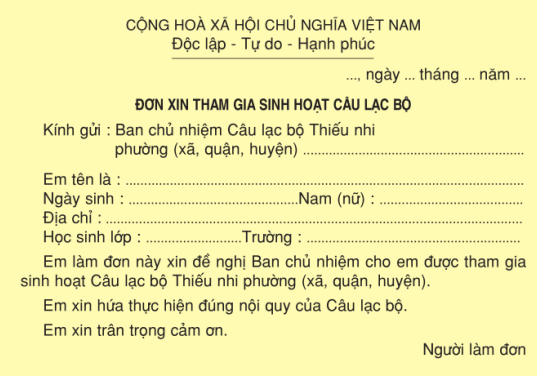 CỘNG HOÀ XÃ HỘI CHỦ NGHĨA VIỆT NAM
Độc lập - Tự do - Hạnh phúc
..., ngày ... tháng ... năm ...
ĐƠN XIN THAM GIA SINH HOẠT CÂU LẠC BỘ
Kính gửi : Ban chủ nhiệm Câu lạc bộ Thiếu nhi
phường (xã, quận, huyện) ......................................................
Em tên là : ..................................................................................................
Ngày sinh : .........................................Nam (nữ) : ...................................
Địa chỉ : .....................................................................................................
Học sinh lớp : .......................Trường : ....................................................
Em làm đơn này xin đề nghị Ban chủ nhiệm cho em được tham gia
sinh hoạt Câu lạc bộ Thiếu nhi phường (xã, quận, huyện).
Em xin hứa thực hiện đúng nội quy của Câu lạc bộ.
Em xin trân trọng cảm ơn.
Người làm đơn